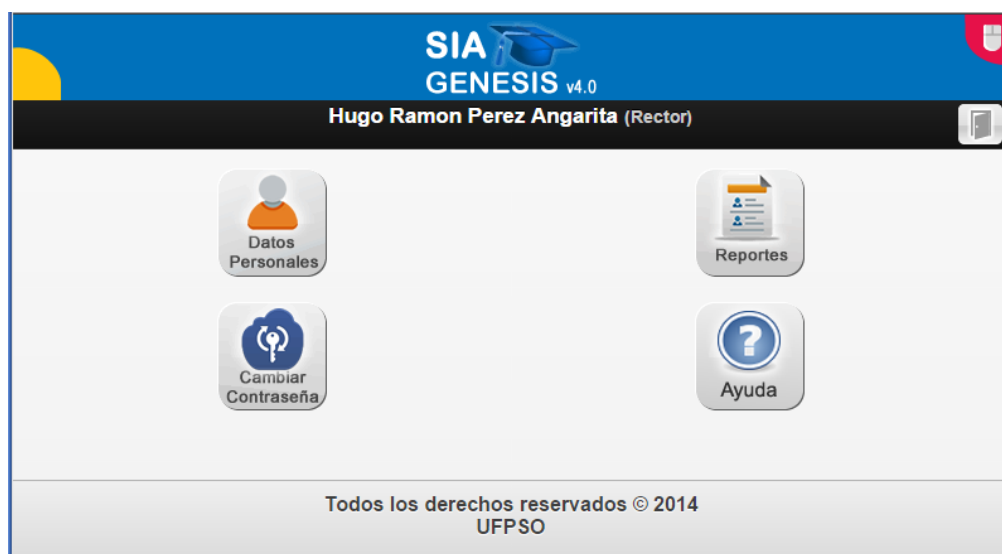 SIA
GENESIS v4.0
Hugo Ramon Perez Angarita (Rector)
Datos
Personales
Reportes
Cambiar
Contraseña
Ayuda
Todos los derechos reservados © 2014
UFPSO